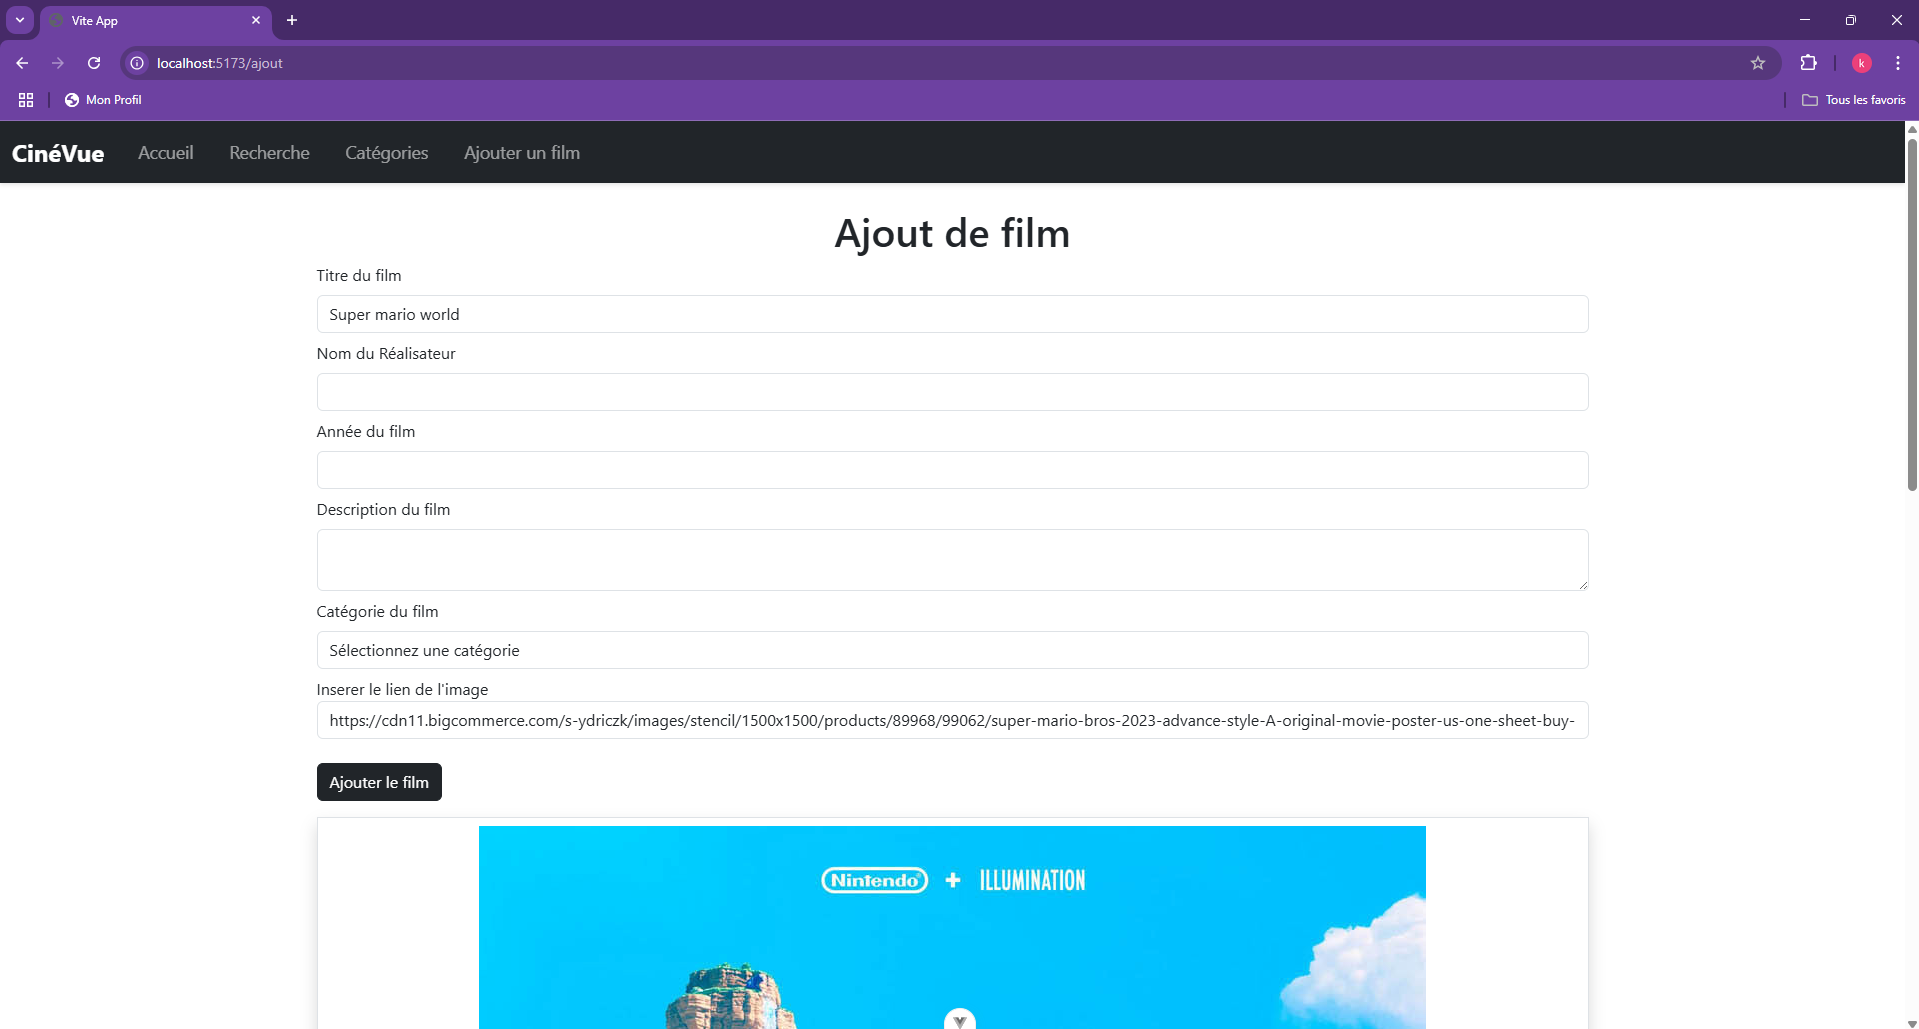 Vite App
localhost:5173/ajout
k
Mon Profil
Tous les favoris
CinéVue Accueil Recherche Catégories Ajouter un film
Ajout de film
Titre du film
Super mario world
Nom du Réalisateur
Année du film
Description du film
Catégorie du film
Sélectionnez une catégorie
Inserer le lien de l'image
https://cdn11.bigcommerce.com/s-ydriczk/images/stencil/1500x1500/products/89968/99062/super-mario-bros-2023-advance-style-A-original-movie-poster-us-one-sheet-buy-
Ajouter le film
Nintendo + ILLUMINATION